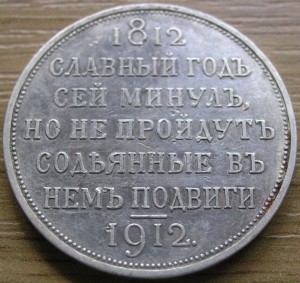 1812
СЛАВНЫЙ ГОДЪ
СЕЙ МИНУЛЪ,
НО НЕ ПРОЙДУТЪ
СОДѢЯННЫЕ ВЪ
НЕМЪ ПОДВИГИ
1912.